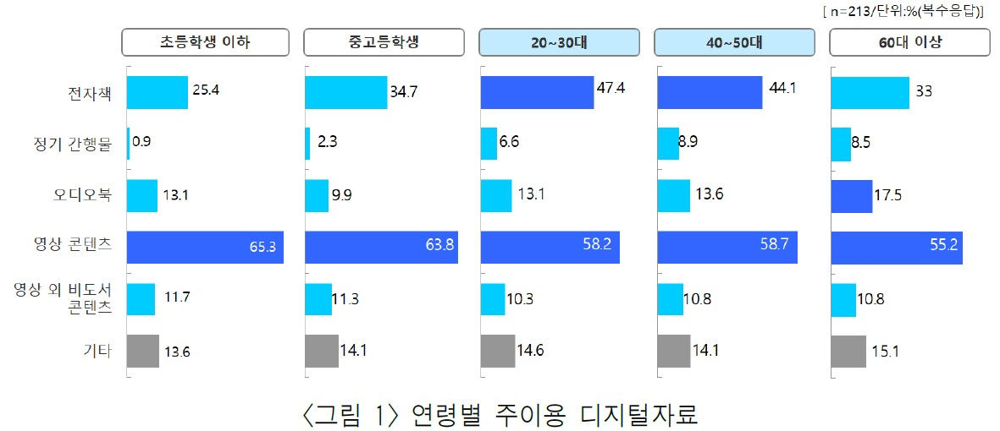 [ n=213/단위:%(복수응답)]
초등학생 이하 중고등학생 20~30대 40~50대 60대 이상
전자책 25.4 34.7 47.4 44.1 33
정기 간행물 0.9 2.3 6.6 8.9 8.5
오디오북 13.1 9.9 13.1 13.6 17.5
영상 콘텐츠 65.3 63.8 58.2 58.7 55.2
영상 외 비도서
콘텐츠 11.7 11.3 10.3 10.8 10.8
기타 13.6 14.1 14.6 14.1 15.1
<그림 1> 연령별 주이용 디지털자료